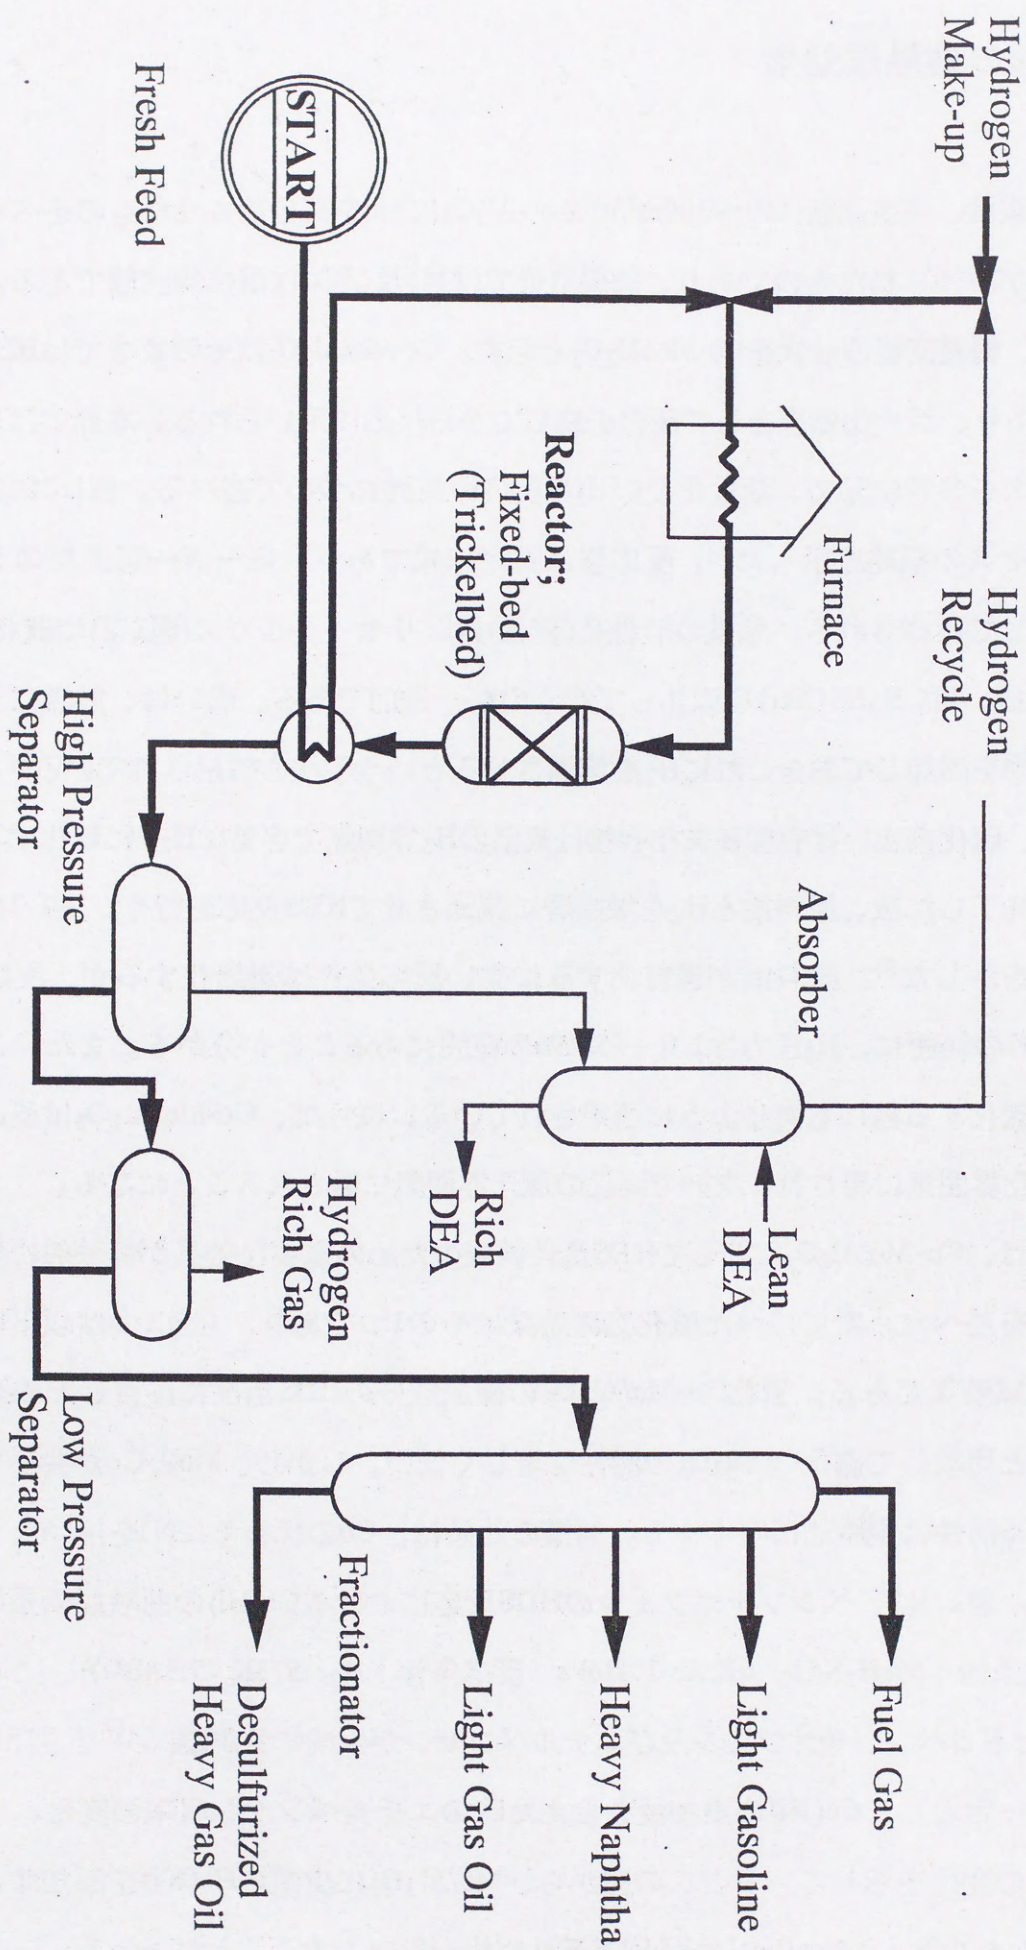 Hydrogen
Make-up
Hydrogen
Recycle
Furnace
Absorber
Lean
DEA
Rich
DEA
Reactor;
Fixed-bed
(Trickelbed)
START
Fresh Feed
High Pressure
Separator
Hydrogen
Rich Gas
Low Pressure
Separator
Fractionator
Fuel Gas
Light Gasoline
Heavy Naphtha
Light Gas Oil
Desulfurized
Heavy Gas Oil